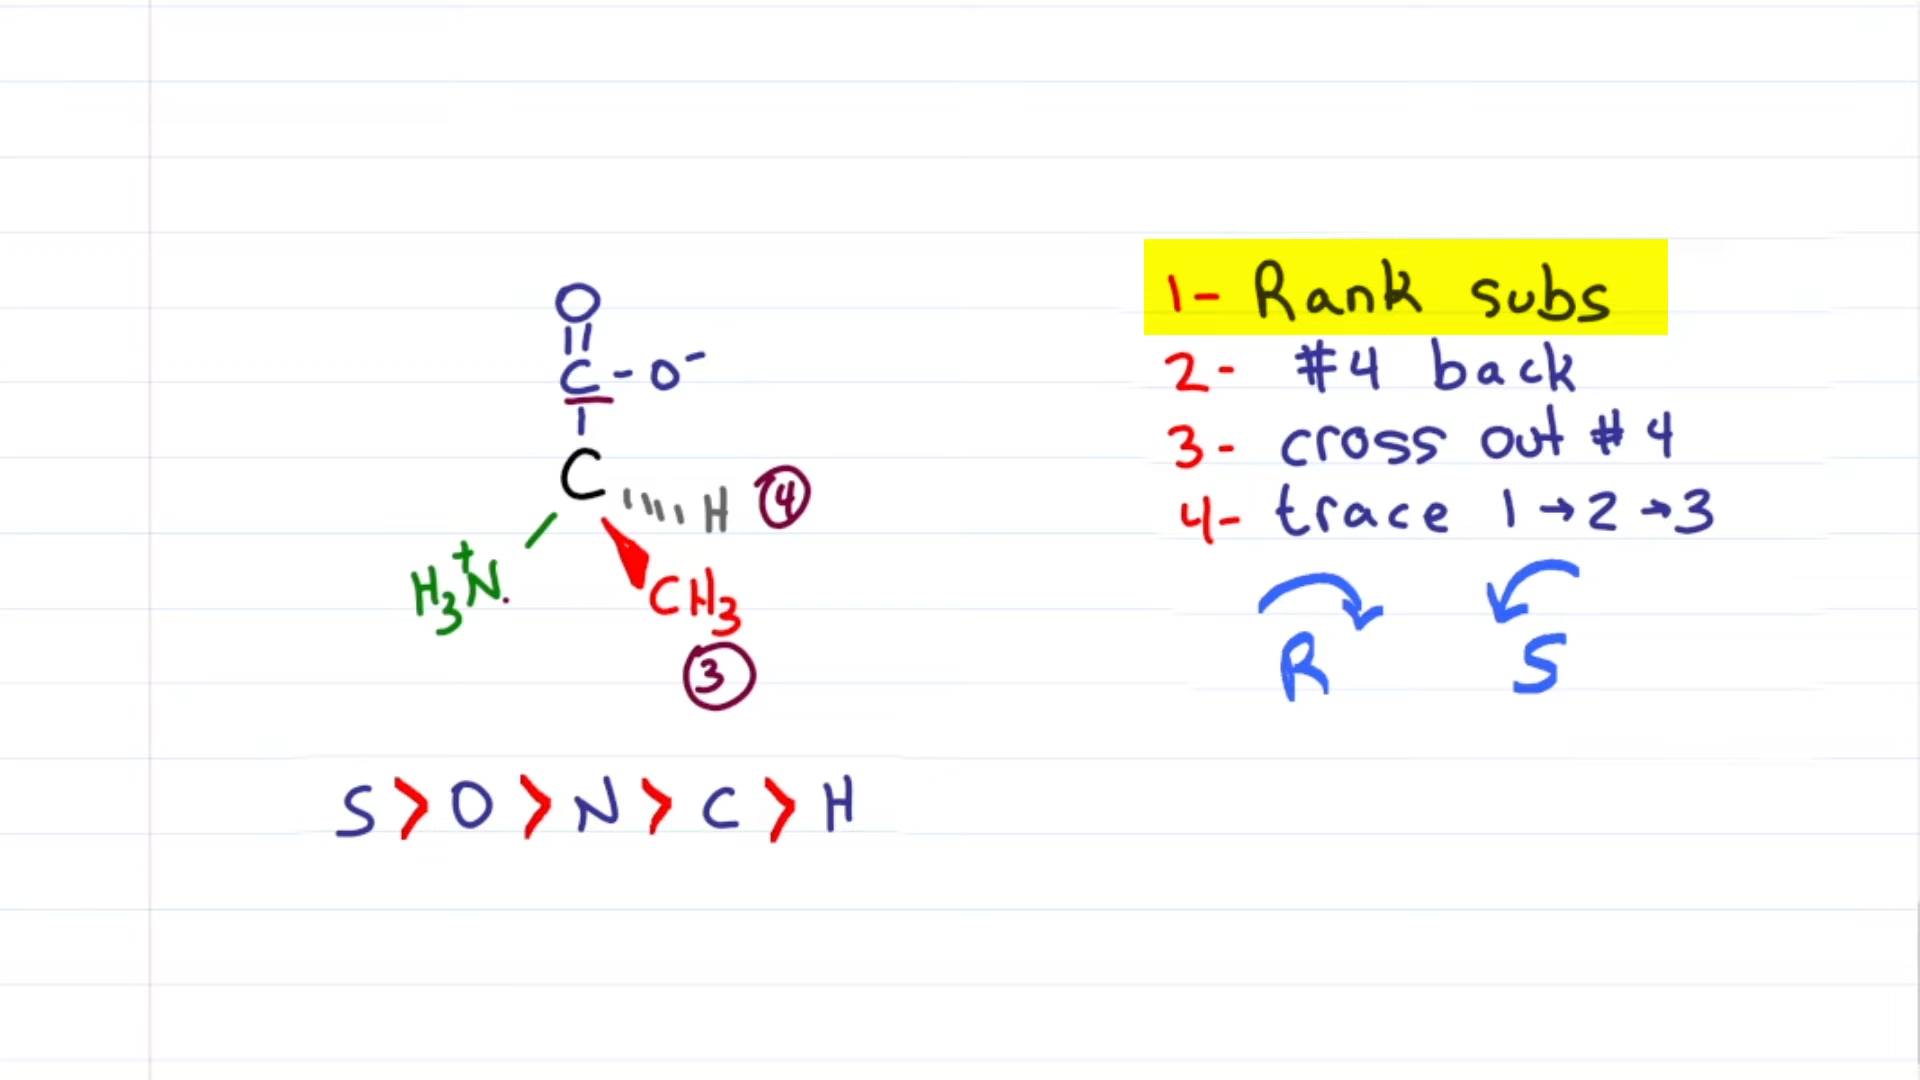 O
||
C - O⁻
|
C H ④
H₃N⁺ CH₃
③
S > O > N > C > H
1- Rank subs
2- #4 back
3- cross out #4
4- trace 1→2→3
R S